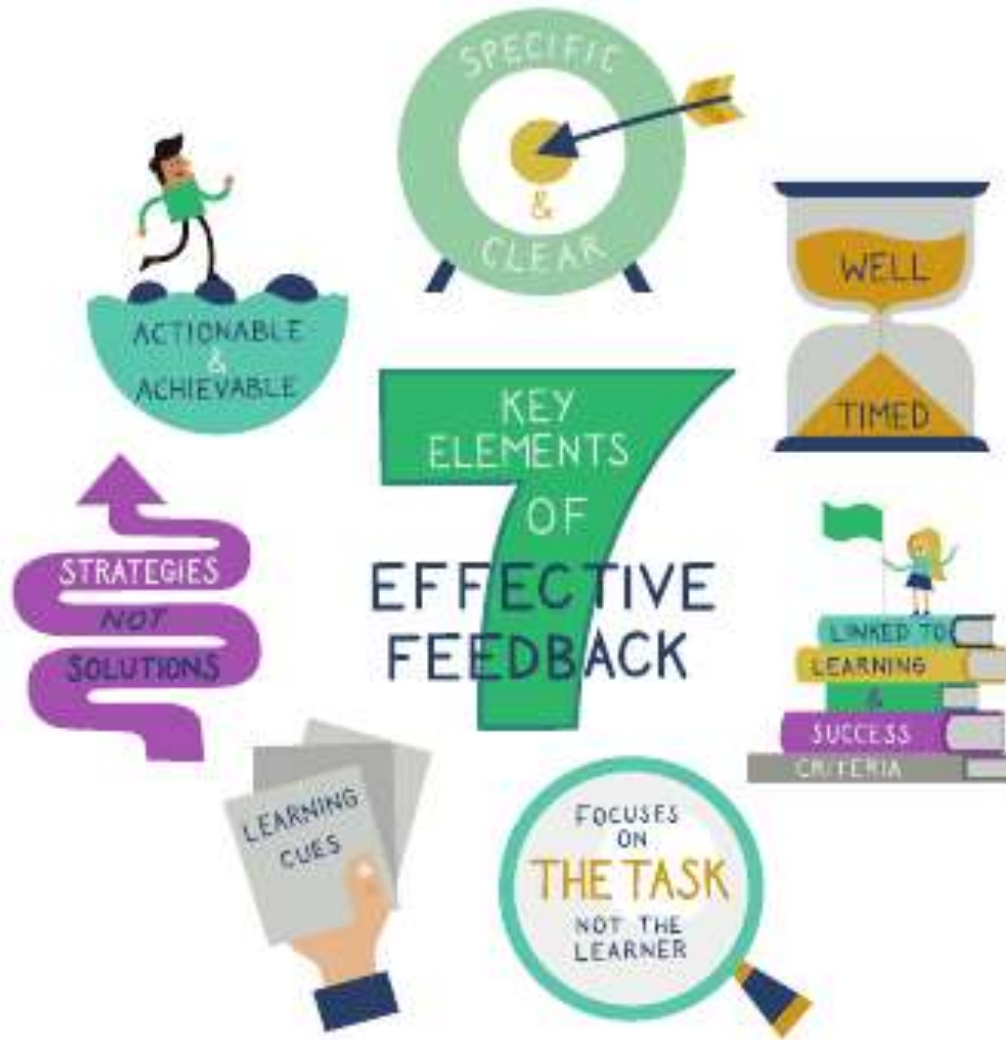 SPECIFIC
&
CLEAR
WELL
TIMED
ACTIONABLE
&
ACHIEVABLE
KEY
ELEMENTS
OF
EFFECTIVE
FEEDBACK
STRATEGIES
NOT
SOLUTIONS
LINKED TO
LEARNING
&
SUCCESS
CRITERIA
LEARNING
CUES
FOCUSES
ON
THE TASK
NOT THE
LEARNER
7